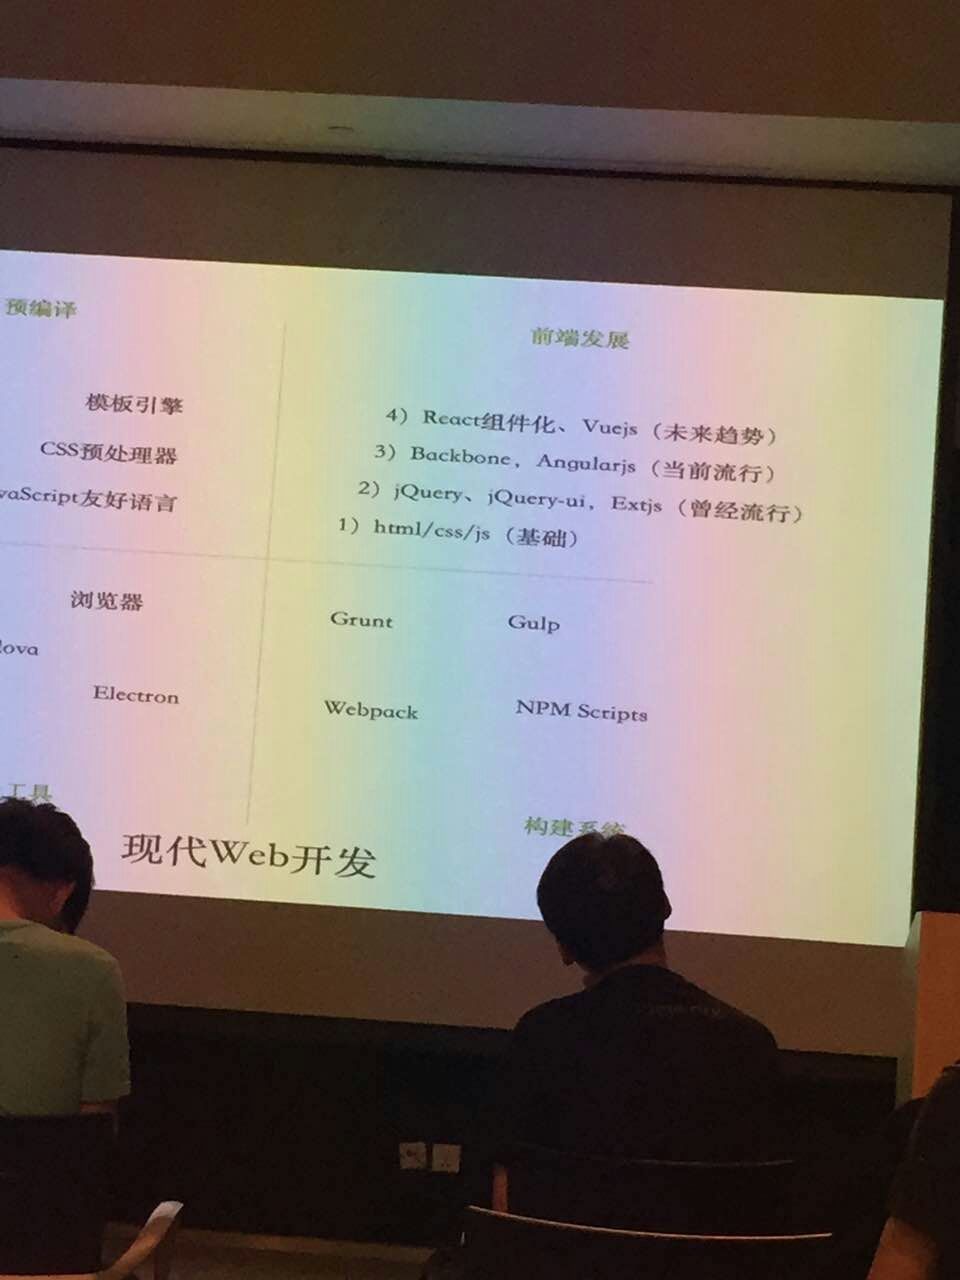 预编译
模板引擎
CSS预处理器
vaScript友好语言
前端发展
4）React组件化、Vuejs（未来趋势）
3）Backbone，Angularjs（当前流行）
2）jQuery、jQuery-ui，Extjs（曾经流行）
1）html/css/js（基础）
浏览器
ova
Electron
工具
Grunt Gulp
Webpack NPM Scripts
构建系统
现代Web开发